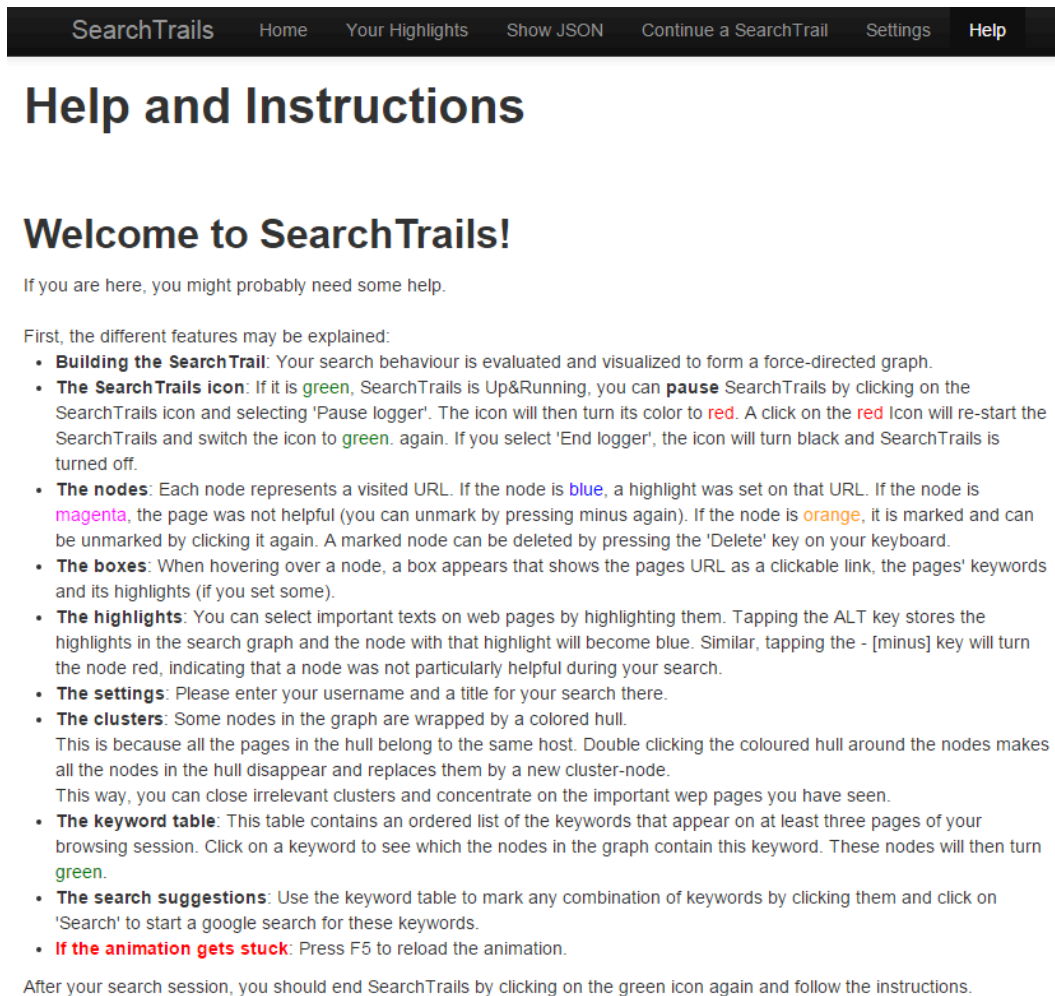 SearchTrails Home Your Highlights Show JSON Continue a SearchTrail Settings Help
Help and Instructions
Welcome to SearchTrails!
If you are here, you might probably need some help.
First, the different features may be explained:
• Building the SearchTrail: Your search behaviour is evaluated and visualized to form a force-directed graph.
• The SearchTrails icon: If it is green, SearchTrails is Up&Running, you can pause SearchTrails by clicking on the
SearchTrails icon and selecting 'Pause logger'. The icon will then turn its color to red. A click on the red Icon will re-start the
SearchTrails and switch the icon to green. again. If you select 'End logger', the icon will turn black and SearchTrails is
turned off.
• The nodes: Each node represents a visited URL. If the node is blue, a highlight was set on that URL. If the node is
magenta, the page was not helpful (you can unmark by pressing minus again). If the node is orange, it is marked and can
be unmarked by clicking it again. A marked node can be deleted by pressing the 'Delete' key on your keyboard.
• The boxes: When hovering over a node, a box appears that shows the pages URL as a clickable link, the pages' keywords
and its highlights (if you set some).
• The highlights: You can select important texts on web pages by highlighting them. Tapping the ALT key stores the
highlights in the search graph and the node with that highlight will become blue. Similar, tapping the - [minus] key will turn
the node red, indicating that a node was not particularly helpful during your search.
• The settings: Please enter your username and a title for your search there.
• The clusters: Some nodes in the graph are wrapped by a colored hull.
This is because all the pages in the hull belong to the same host. Double clicking the coloured hull around the nodes makes
all the nodes in the hull disappear and replaces them by a new cluster-node.
This way, you can close irrelevant clusters and concentrate on the important wep pages you have seen.
• The keyword table: This table contains an ordered list of the keywords that appear on at least three pages of your
browsing session. Click on a keyword to see which the nodes in the graph contain this keyword. These nodes will then turn
green.
• The search suggestions: Use the keyword table to mark any combination of keywords by clicking them and click on
'Search' to start a google search for these keywords.
• If the animation gets stuck: Press F5 to reload the animation.
After your search session, you should end SearchTrails by clicking on the green icon again and follow the instructions.